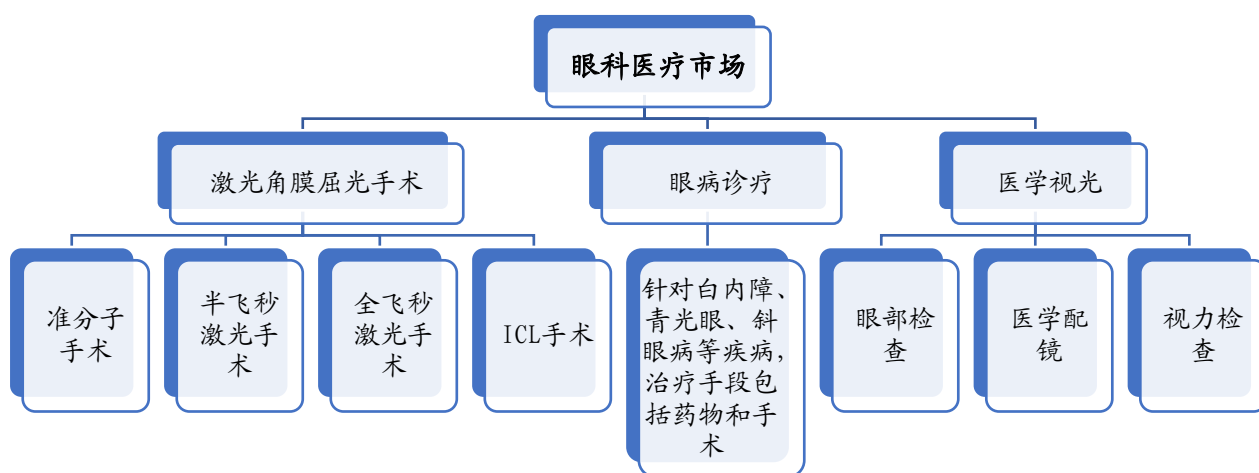 眼科医疗市场
激光角膜屈光手术
眼病诊疗
医学视光
准分子
手术
半飞秒
激光手
术
全飞秒
激光手
术
ICL手术
针对白内障、
青光眼、斜
眼病等疾病，
治疗手段包
括药物和手
术
眼部检
查
医学配
镜
视力检
查